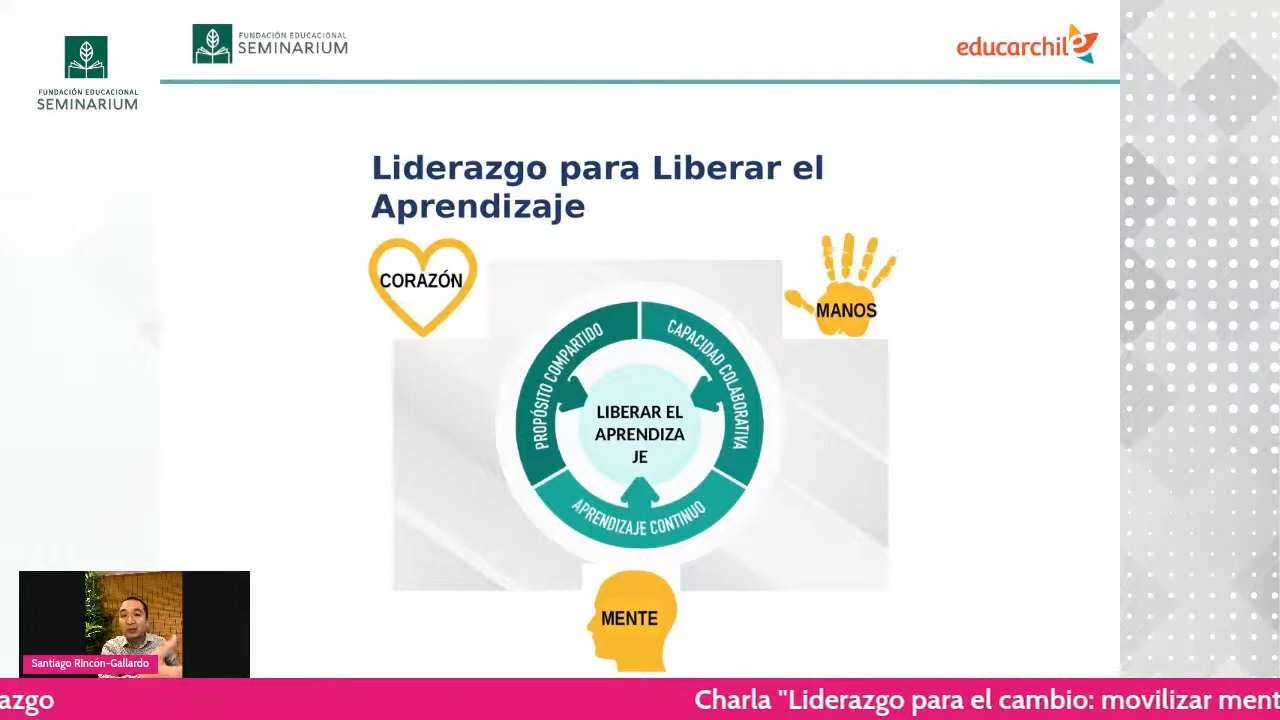 FUNDACIÓN EDUCACIONAL
SEMINARIUM
FUNDACIÓN EDUCACIONAL
SEMINARIUM
educarchile
Liderazgo para Liberar el
Aprendizaje
CORAZÓN
MANOS
PROPÓSITO COMPARTIDO
CAPACIDAD COLABORATIVA
LIBERAR EL
APRENDIZA
JE
APRENDIZAJE CONTINUO
MENTE
Santiago Rincón-Gallardo
azgo
Charla "Liderazgo para el cambio: movilizar ment